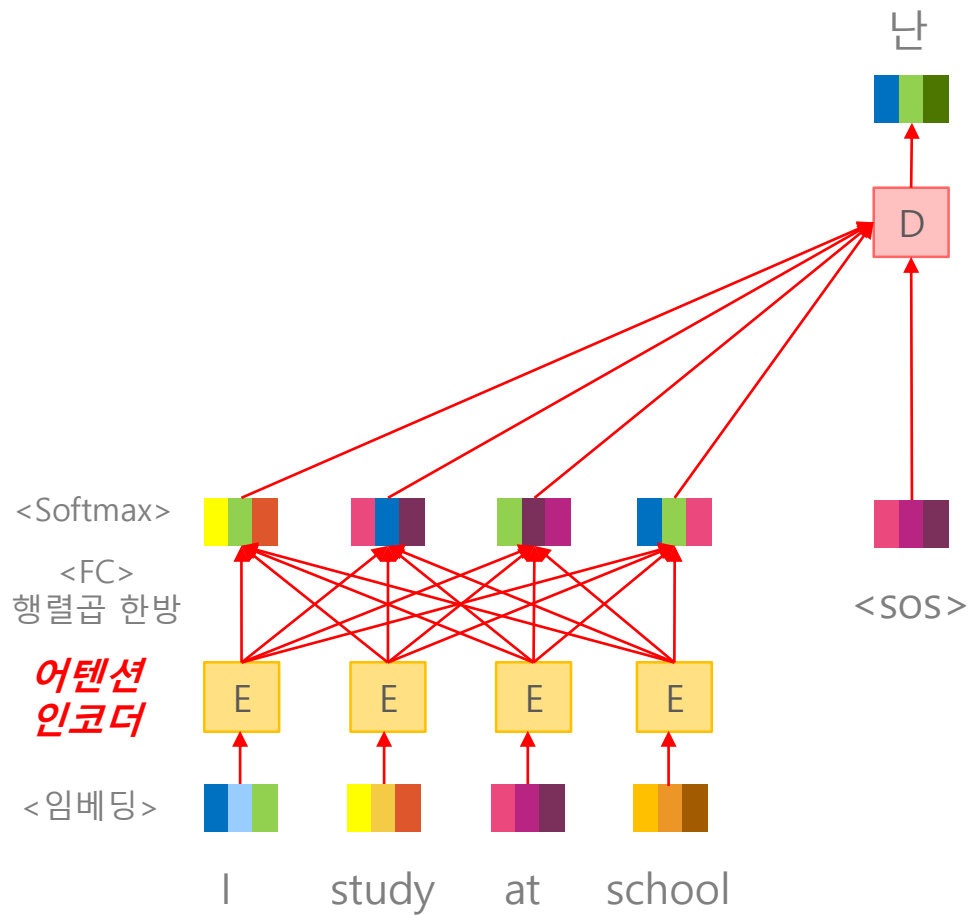 난
D
<Softmax>
<FC>
행렬곱 한방
<sos>
어텐션
인코더
E E E E
<임베딩>
I study at school